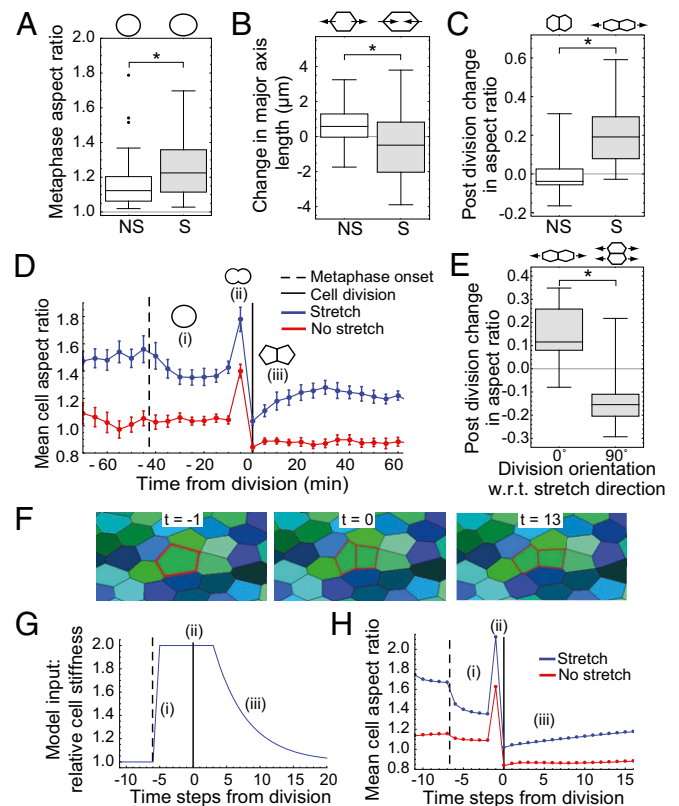 A
B
C
*
*
*
Metaphase aspect ratio
2.0
1.8
1.6
1.4
1.2
1.0
NS
S
Change in major axis
length (μm)
4
2
0
-2
-4
NS
S
Post division change
in aspect ratio
0.6
0.4
0.2
0.0
-0.2
NS
S
D
Mean cell aspect ratio
1.8
1.6
1.4
1.2
1.0
0.8
-60
-40
-20
0
20
40
60
Time from division (min)
(i)
(ii)
(iii)
Metaphase onset
Cell division
Stretch
No stretch
E
*
Post division change
in aspect ratio
0.4
0.3
0.2
0.1
0.0
-0.1
-0.2
-0.3
0°
90°
Division orientation
w.r.t. stretch direction
F
t = -1
t = 0
t = 13
G
Model input:
relative cell stiffness
2.0
1.8
1.6
1.4
1.2
1.0
-10
-5
0
5
10
15
20
Time steps from division
(i)
(ii)
(iii)
H
Mean cell aspect ratio
2.0
1.8
1.6
1.4
1.2
1.0
0.8
-10
-5
0
5
10
15
Time steps from division
(i)
(ii)
(iii)
Stretch
No stretch